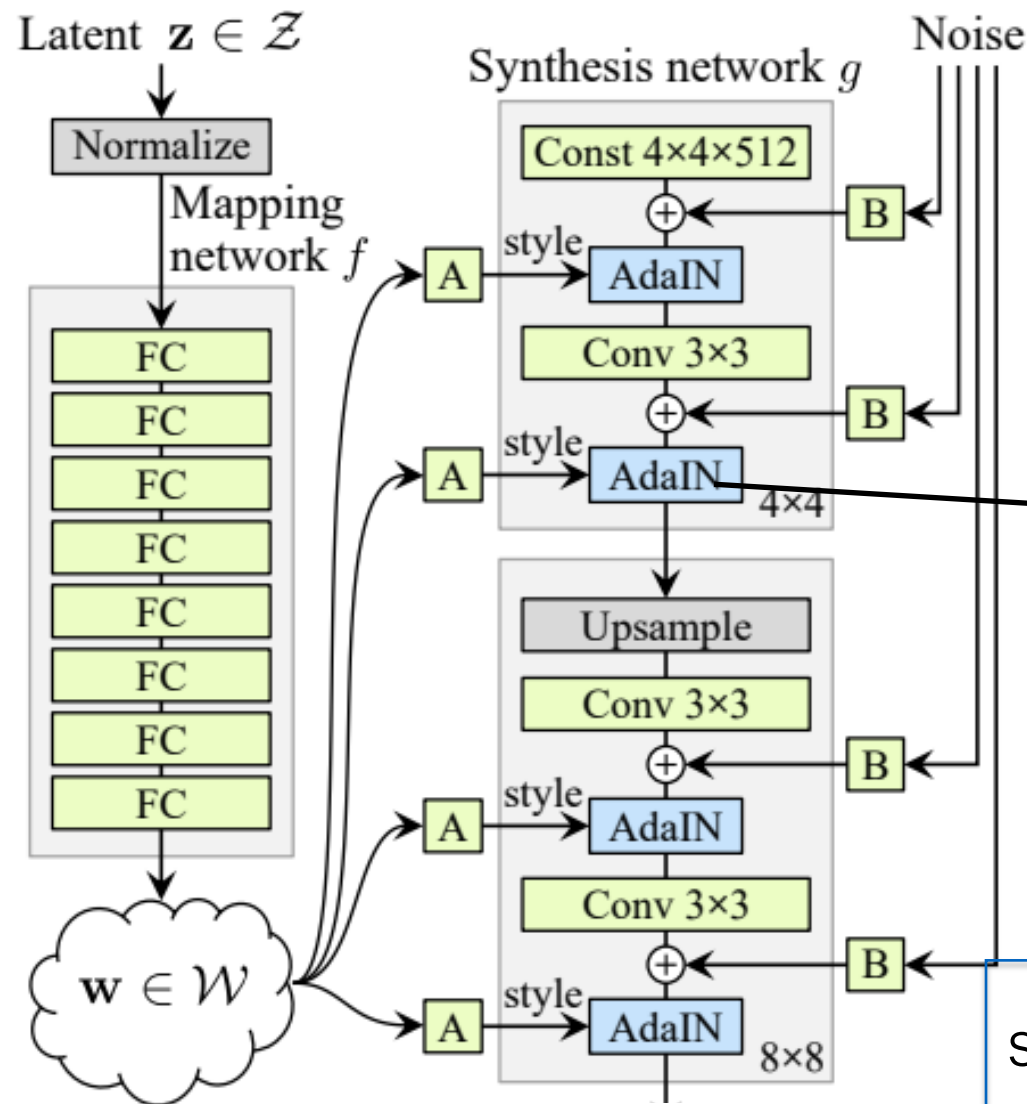 Latent z ∈ 𝒵
Normalize
Mapping
network f
FC
FC
FC
FC
FC
FC
FC
FC
w ∈ 𝒲
A
A
A
A
Synthesis network g
Const 4×4×512
+
style
AdaIN
Conv 3×3
+
style
AdaIN
4×4
Upsample
Conv 3×3
+
style
AdaIN
Conv 3×3
+
style
AdaIN
8×8
Noise
B
B
B
B
S